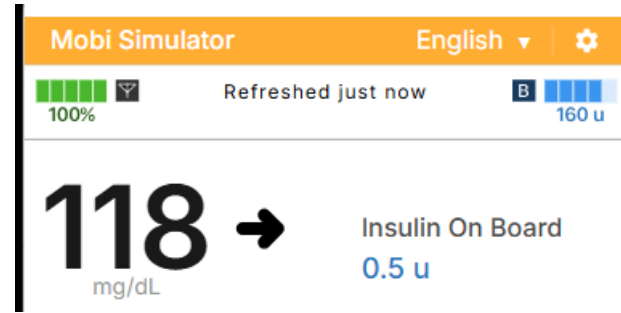 Mobi Simulator English ▼
Refreshed just now B
100% 160 u
118
mg/dL
Insulin On Board
0.5 u